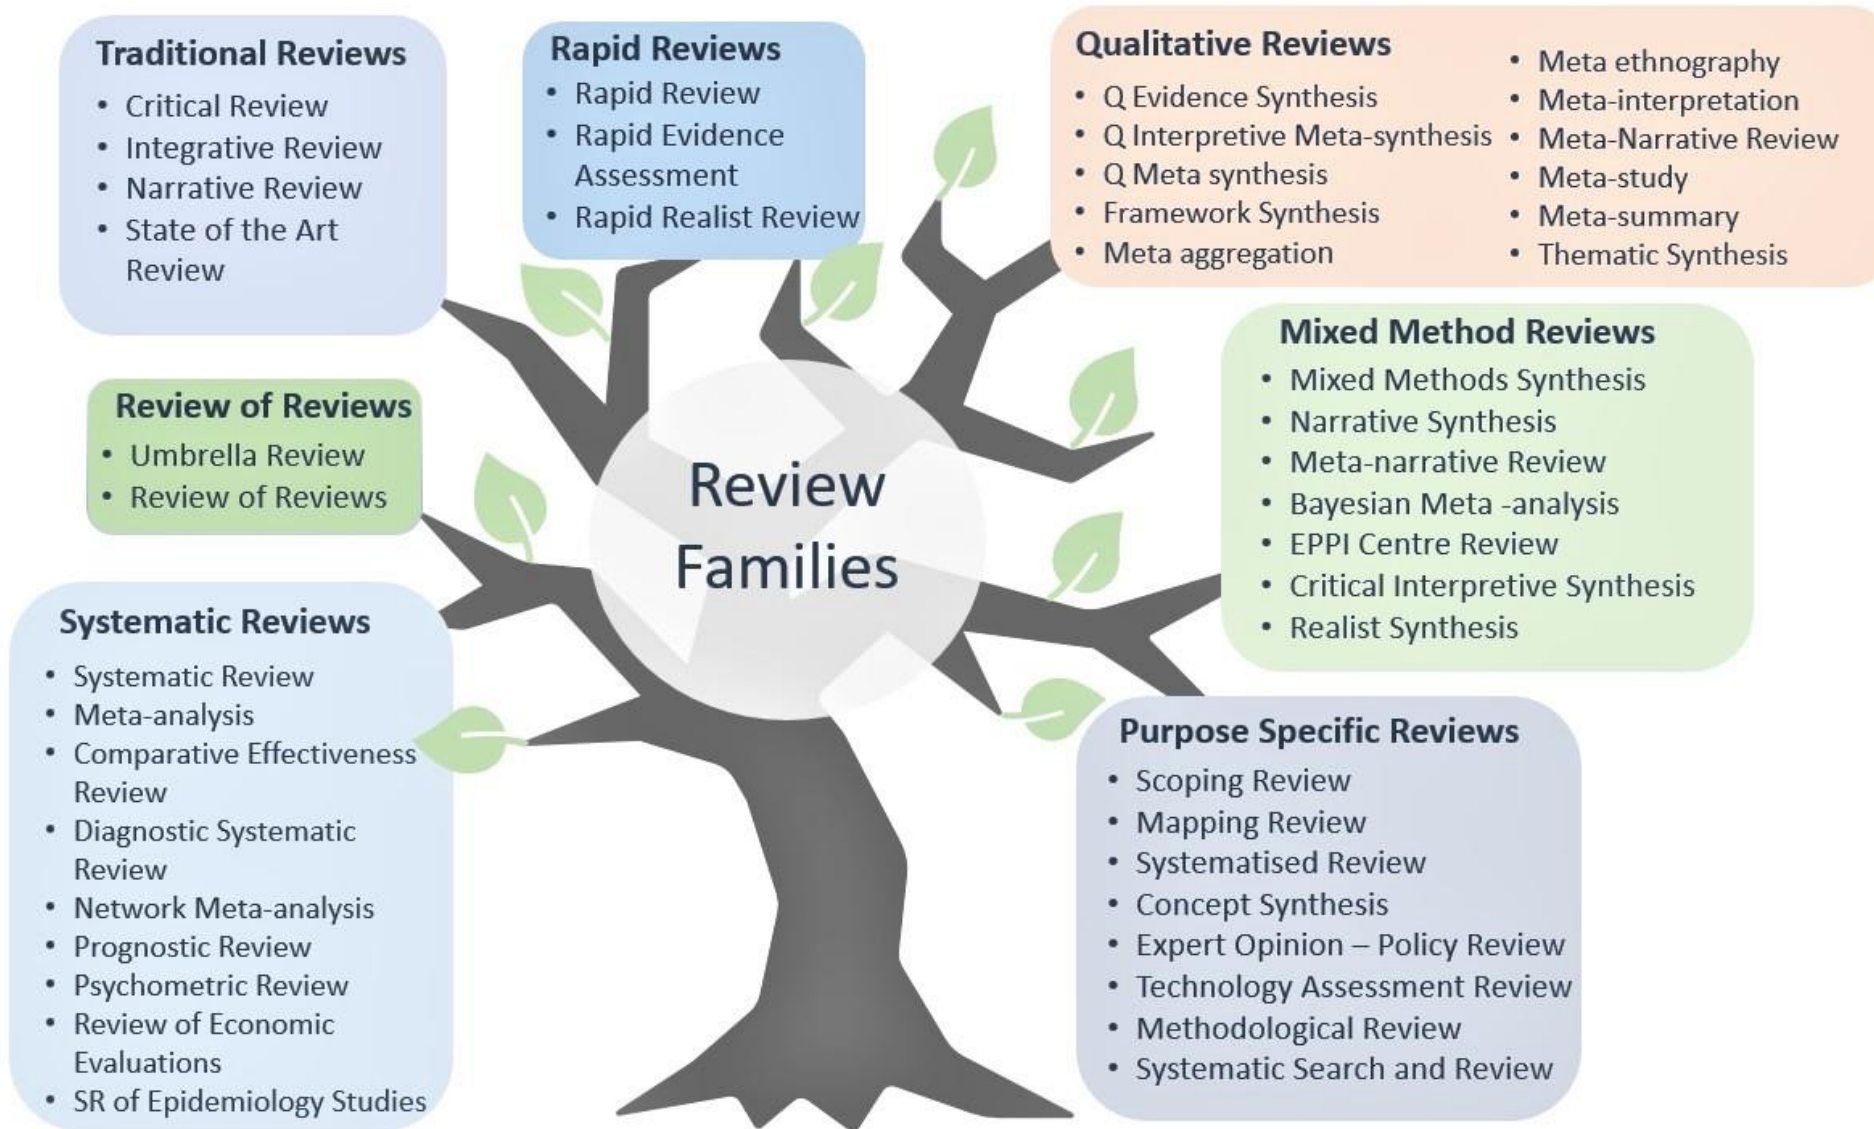 Traditional Reviews
• Critical Review
• Integrative Review
• Narrative Review
• State of the Art
Review
Rapid Reviews
• Rapid Review
• Rapid Evidence
Assessment
• Rapid Realist Review
Qualitative Reviews
• Q Evidence Synthesis
• Q Interpretive Meta-synthesis
• Q Meta synthesis
• Framework Synthesis
• Meta aggregation
• Meta ethnography
• Meta-interpretation
• Meta-Narrative Review
• Meta-study
• Meta-summary
• Thematic Synthesis
Review of Reviews
• Umbrella Review
• Review of Reviews
Review
Families
Mixed Method Reviews
• Mixed Methods Synthesis
• Narrative Synthesis
• Meta-narrative Review
• Bayesian Meta -analysis
• EPPI Centre Review
• Critical Interpretive Synthesis
• Realist Synthesis
Systematic Reviews
• Systematic Review
• Meta-analysis
• Comparative Effectiveness
Review
• Diagnostic Systematic
Review
• Network Meta-analysis
• Prognostic Review
• Psychometric Review
• Review of Economic
Evaluations
• SR of Epidemiology Studies
Purpose Specific Reviews
• Scoping Review
• Mapping Review
• Systematised Review
• Concept Synthesis
• Expert Opinion – Policy Review
• Technology Assessment Review
• Methodological Review
• Systematic Search and Review